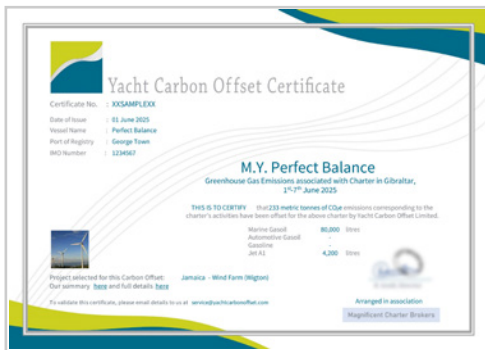 Yacht Carbon Offset Certificate
Certificate No. : XXSAMPLEXX
Date of Issue : 01 June 2025
Vessel Name : Perfect Balance
Port of Registry : George Town
IMO Number : 1234567
M.Y. Perfect Balance
Greenhouse Gas Emissions associated with Charter in Gibraltar,
1st-7th June 2025
THIS IS TO CERTIFY that 233 metric tonnes of CO₂e emissions corresponding to the
charter's activities have been offset for the above charter by Yacht Carbon Offset Limited.
Marine Gasoil 80,000 litres
Automotive Gasoil -
Gasoline -
Jet A1 4,200 litres
Project selected for this Carbon Offset: Jamaica - Wind Farm (Wigton)
Our summary here and full details here
To validate this certificate, please email details to us at service@yachtcarbonoffset.com
Arranged in association
Magnificent Charter Brokers